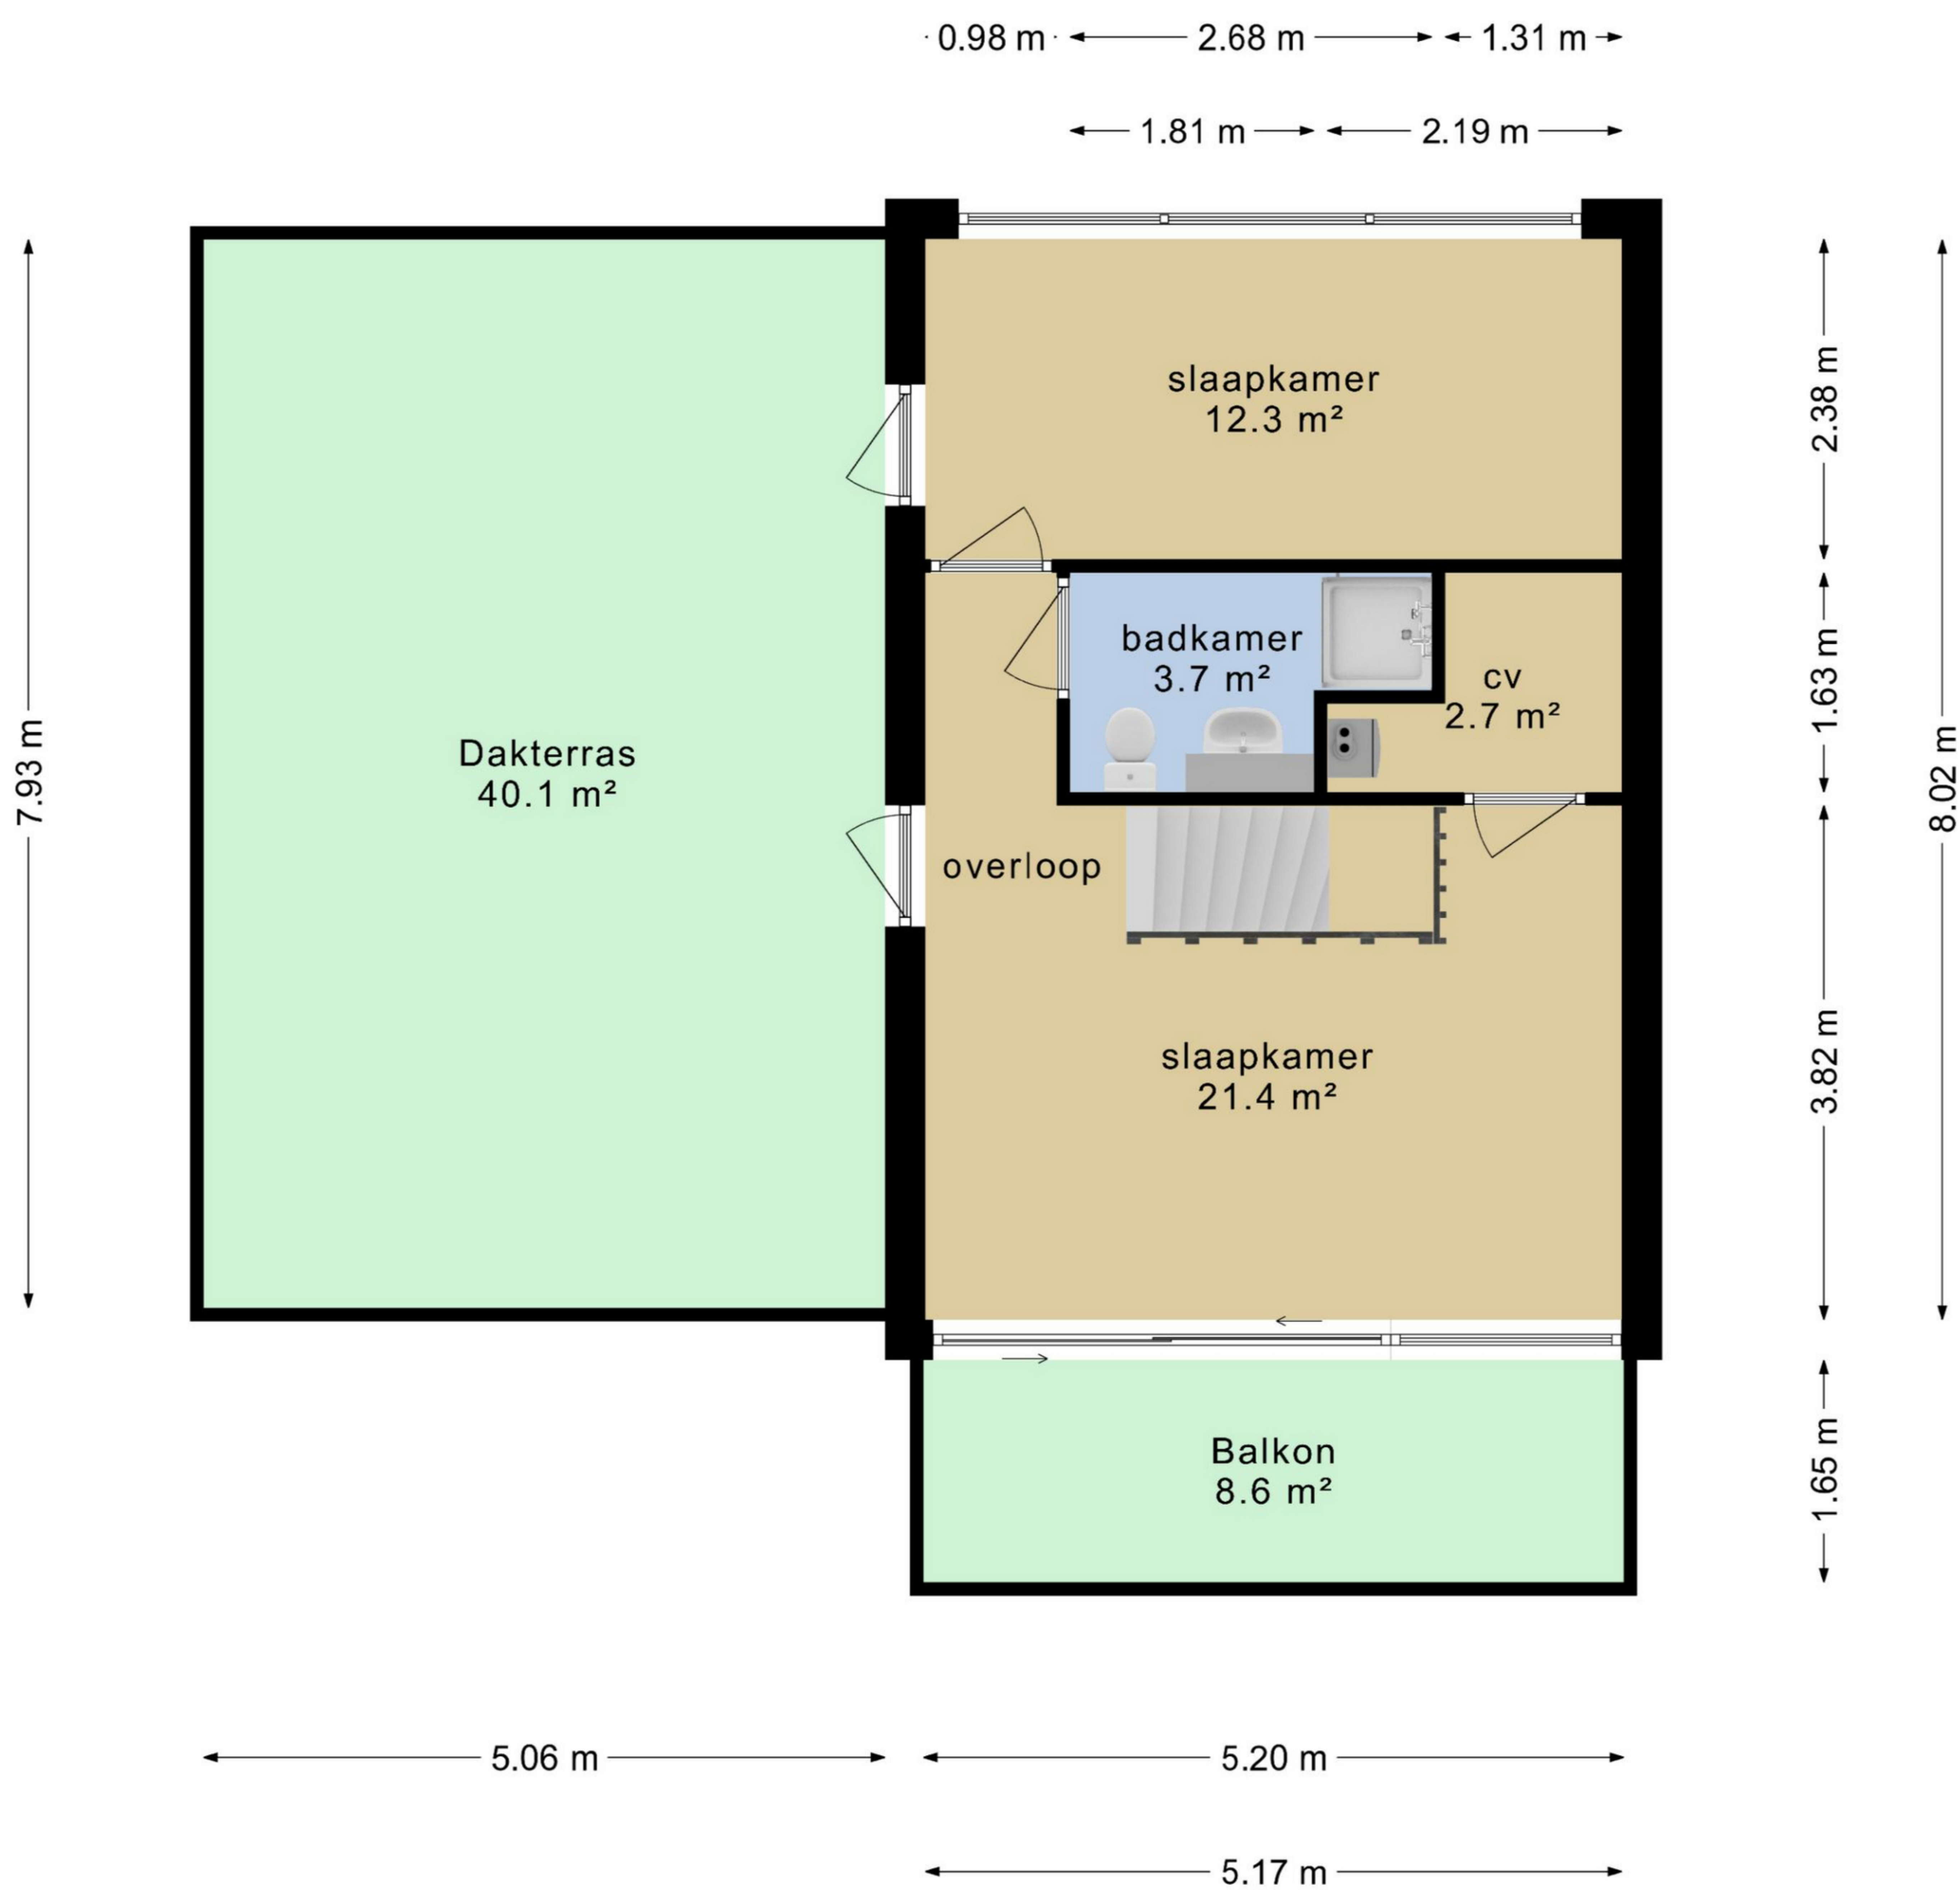 0.98 m
2.68 m
1.31 m
1.81 m
2.19 m
slaapkamer
12.3 m²
2.38 m
badkamer
3.7 m²
cv
2.7 m²
1.63 m
Dakterras
40.1 m²
7.93 m
8.02 m
overloop
slaapkamer
21.4 m²
3.82 m
Balkon
8.6 m²
1.65 m
5.06 m
5.20 m
5.17 m